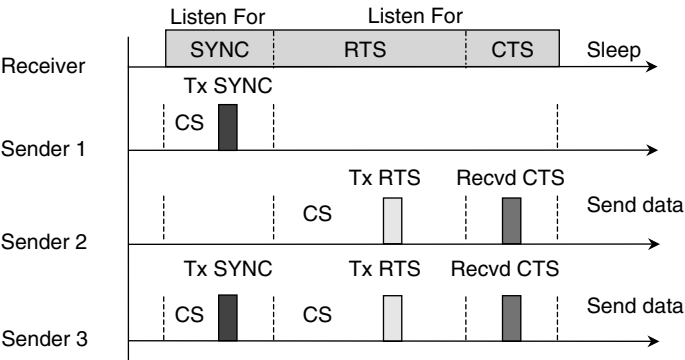 Listen For Listen For
SYNC RTS CTS Sleep
Receiver
Tx SYNC
CS
Sender 1
Tx RTS Recvd CTS
CS Send data
Sender 2
Tx SYNC Tx RTS Recvd CTS
CS CS Send data
Sender 3